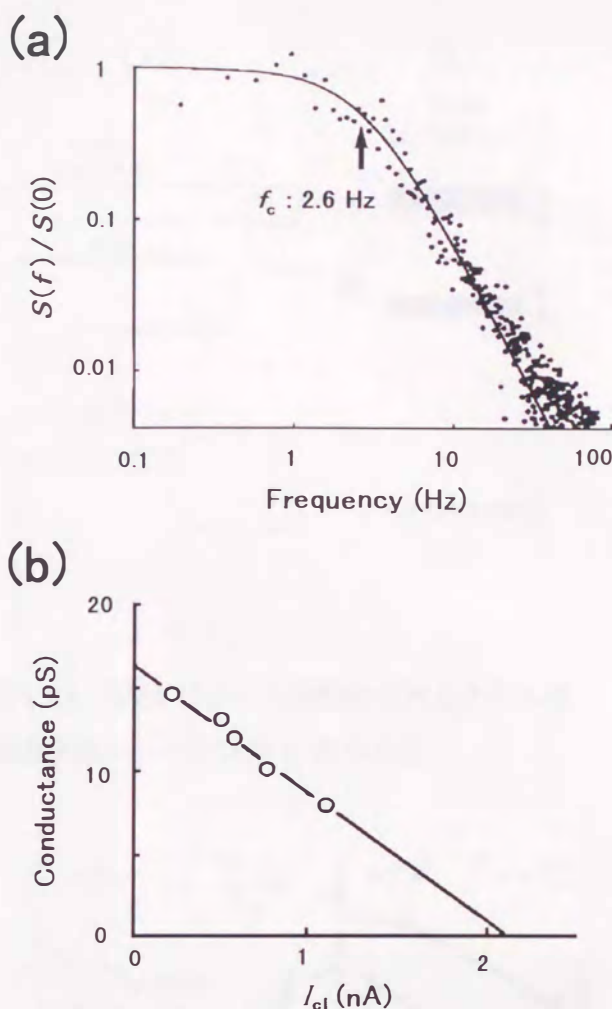 (a)
1
0.1
0.01
S(f) / S(0)
f_c : 2.6 Hz
0.1 1 10 100
Frequency (Hz)
(b)
20
10
0
Conductance (pS)
0 1 2
I_cl (nA)